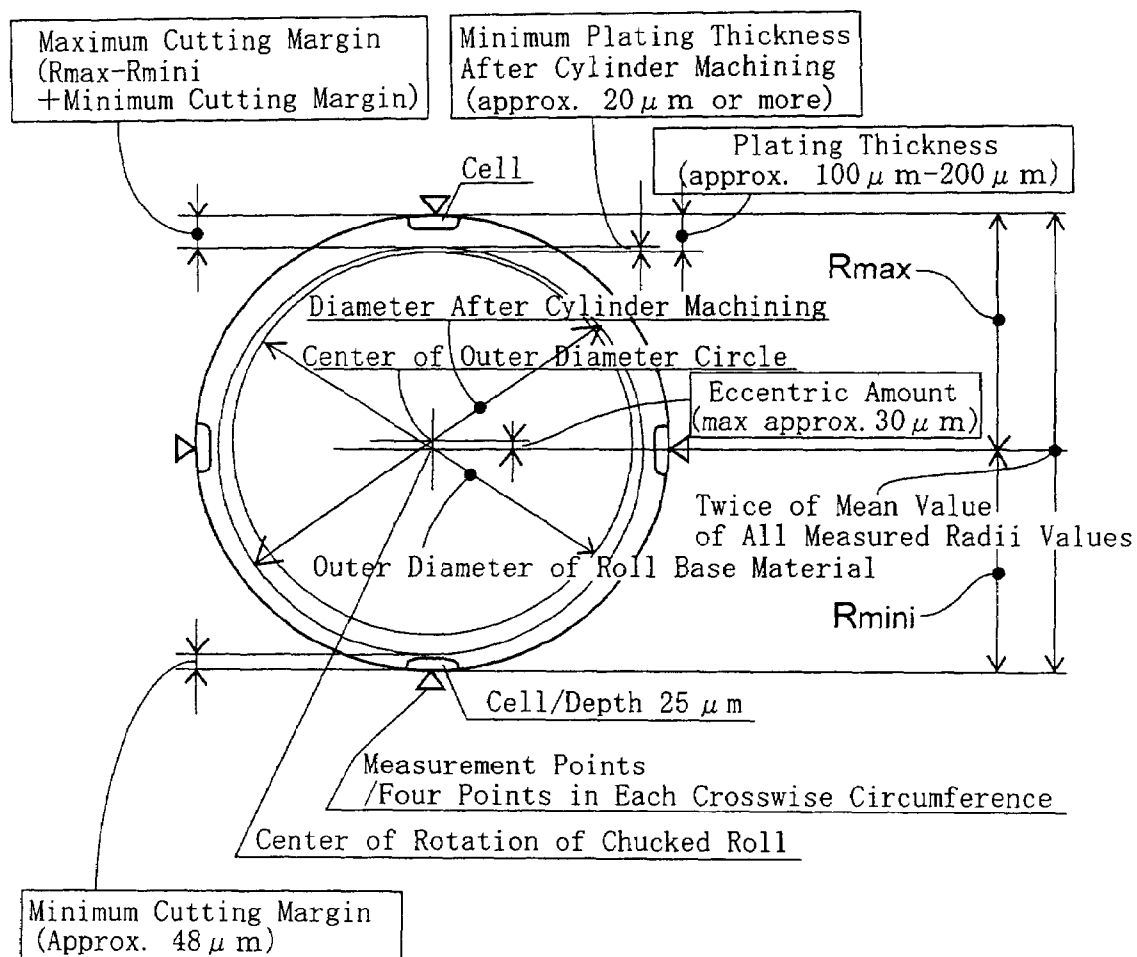 Maximum Cutting Margin
(Rmax-Rmini
+Minimum Cutting Margin)
Minimum Plating Thickness
After Cylinder Machining
(approx. 20μm or more)
Plating Thickness
(approx. 100μm-200μm)
Cell
Rmax
Diameter After Cylinder Machining
Center of Outer Diameter Circle
Eccentric Amount
(max approx. 30μm)
Twice of Mean Value
of All Measured Radii Values
Outer Diameter of Roll Base Material
Rmini
Cell/Depth 25μm
Measurement Points
/Four Points in Each Crosswise Circumference
Center of Rotation of Chucked Roll
Minimum Cutting Margin
(Approx. 48μm)